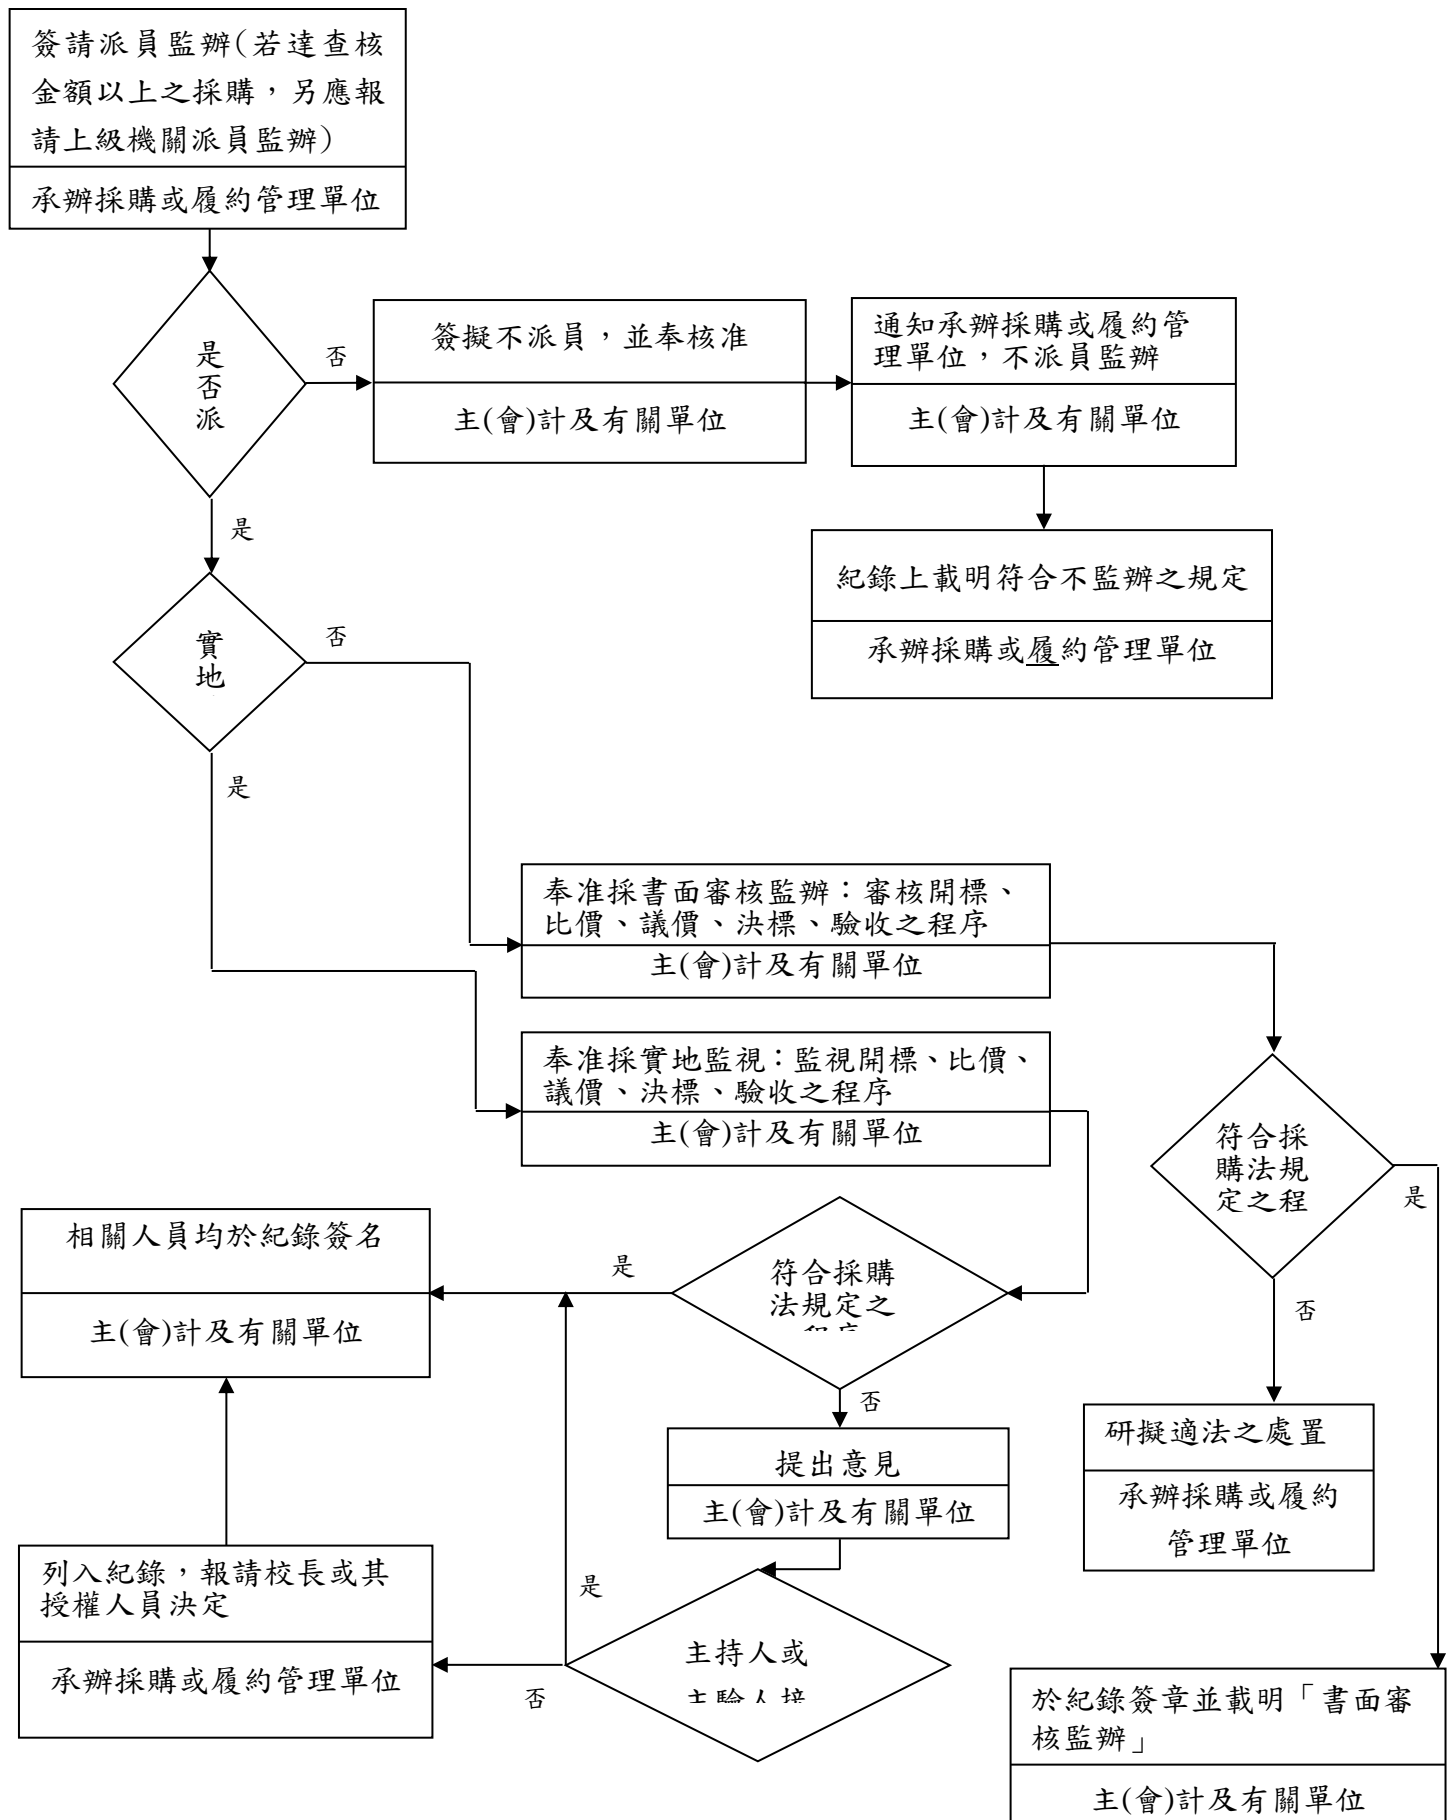 簽請派員監辦(若達查核
金額以上之採購，另應報
請上級機關派員監辦)
承辦採購或履約管理單位
是
否
派
否
簽擬不派員，並奉核准
主(會)計及有關單位
通知承辦採購或履約管
理單位，不派員監辦
主(會)計及有關單位
是
紀錄上載明符合不監辦之規定
承辦採購或履約管理單位
實
地
否
是
奉准採書面審核監辦：審核開標、
比價、議價、決標、驗收之程序
主(會)計及有關單位
奉准採實地監視：監視開標、比價、
議價、決標、驗收之程序
主(會)計及有關單位
符合採
購法規
定之程
是
否
相關人員均於紀錄簽名
主(會)計及有關單位
是
符合採購
法規定之
程序
否
提出意見
主(會)計及有關單位
研擬適法之處置
承辦採購或履約
管理單位
列入紀錄，報請校長或其
授權人員決定
承辦採購或履約管理單位
是
否
主持人或
主驗人接
於紀錄簽章並載明「書面審
核監辦」
主(會)計及有關單位